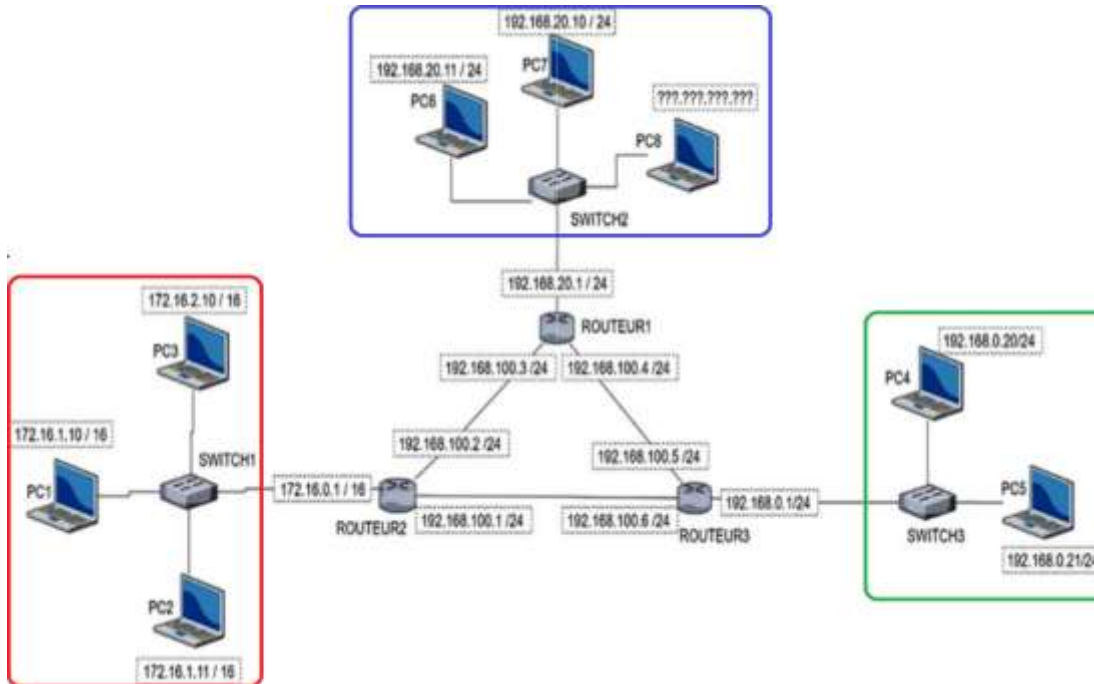 192.168.20.10 / 24
PC7
192.168.20.11 / 24
PC6
???.???.???.???
PC8
SWITCH2
192.168.20.1 / 24
ROUTEUR1
172.16.2.10 / 16
PC3
192.168.100.3 /24
192.168.100.4 /24
192.168.0.20/24
PC4
172.16.1.10 / 16
PC1
SWITCH1
192.168.100.2 /24
192.168.100.5 /24
172.16.0.1 / 16
192.168.0.1/24
PC5
ROUTEUR2
192.168.100.1 /24
192.168.100.6 /24
ROUTEUR3
SWITCH3
192.168.0.21/24
PC2
172.16.1.11 / 16